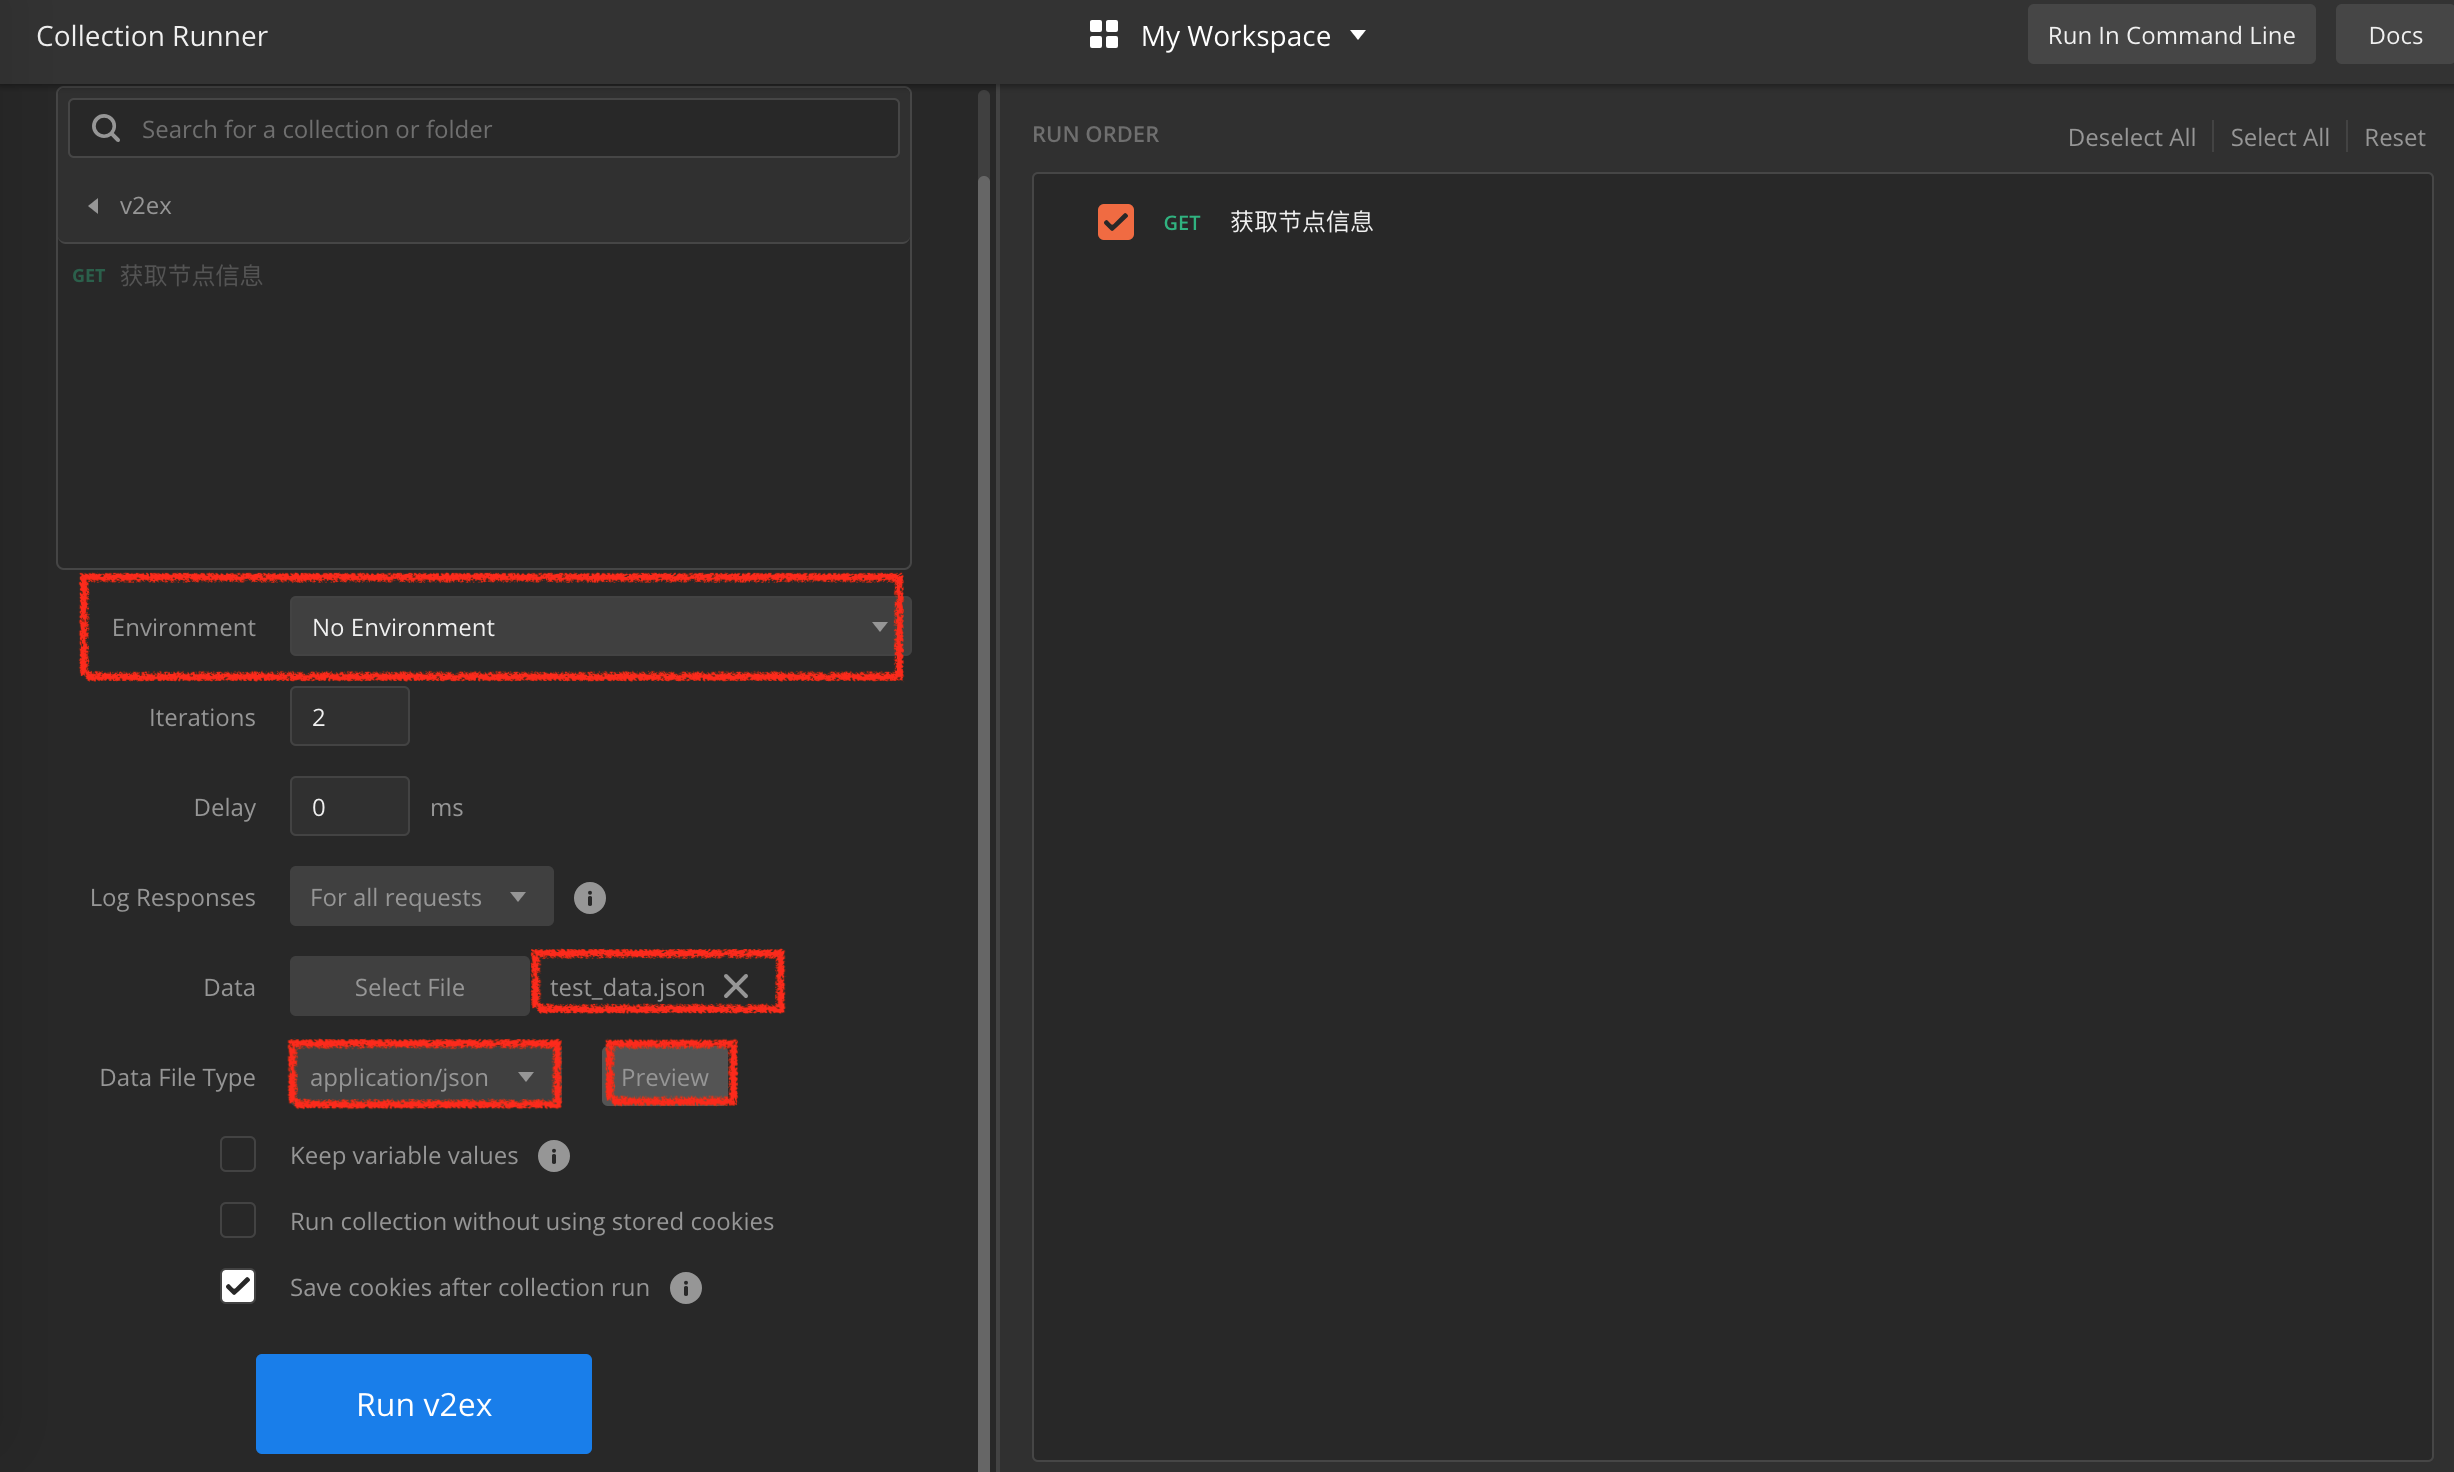 Collection Runner
My Workspace
Run In Command Line
Docs
Search for a collection or folder
v2ex
GET 获取节点信息
Environment No Environment
Iterations 2
Delay 0 ms
Log Responses For all requests
Data Select File test_data.json
Data File Type application/json Preview
Keep variable values
Run collection without using stored cookies
Save cookies after collection run
Run v2ex
RUN ORDER
Deselect All Select All Reset
GET 获取节点信息